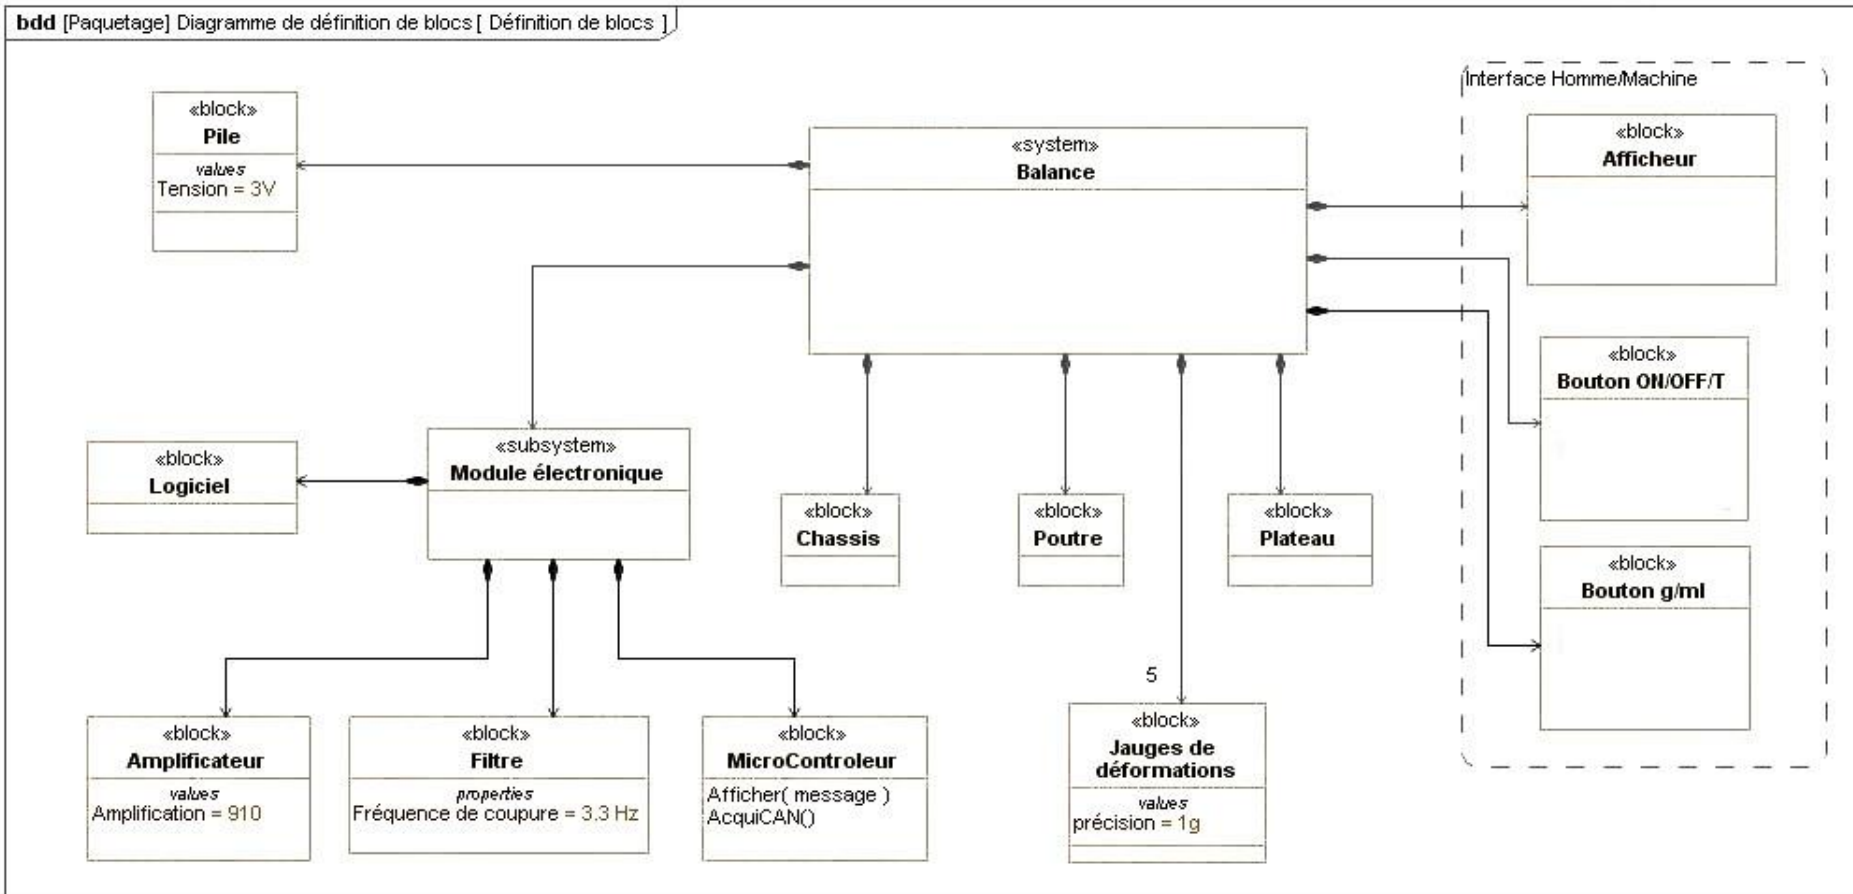 bdd [Paquetage] Diagramme de définition de blocs [ Définition de blocs ]
Interface Homme/Machine
«block»
Pile
values
Tension = 3V
«system»
Balance
«block»
Afficheur
«block»
Bouton ON/OFF/T
«block»
Bouton g/ml
«block»
Logiciel
«subsystem»
Module électronique
«block»
Chassis
«block»
Poutre
«block»
Plateau
5
«block»
Amplificateur
values
Amplification = 910
«block»
Filtre
properties
Fréquence de coupure = 3.3 Hz
«block»
MicroControleur
Afficher( message )
AcquiCAN()
«block»
Jauges de
déformations
values
précision = 1g